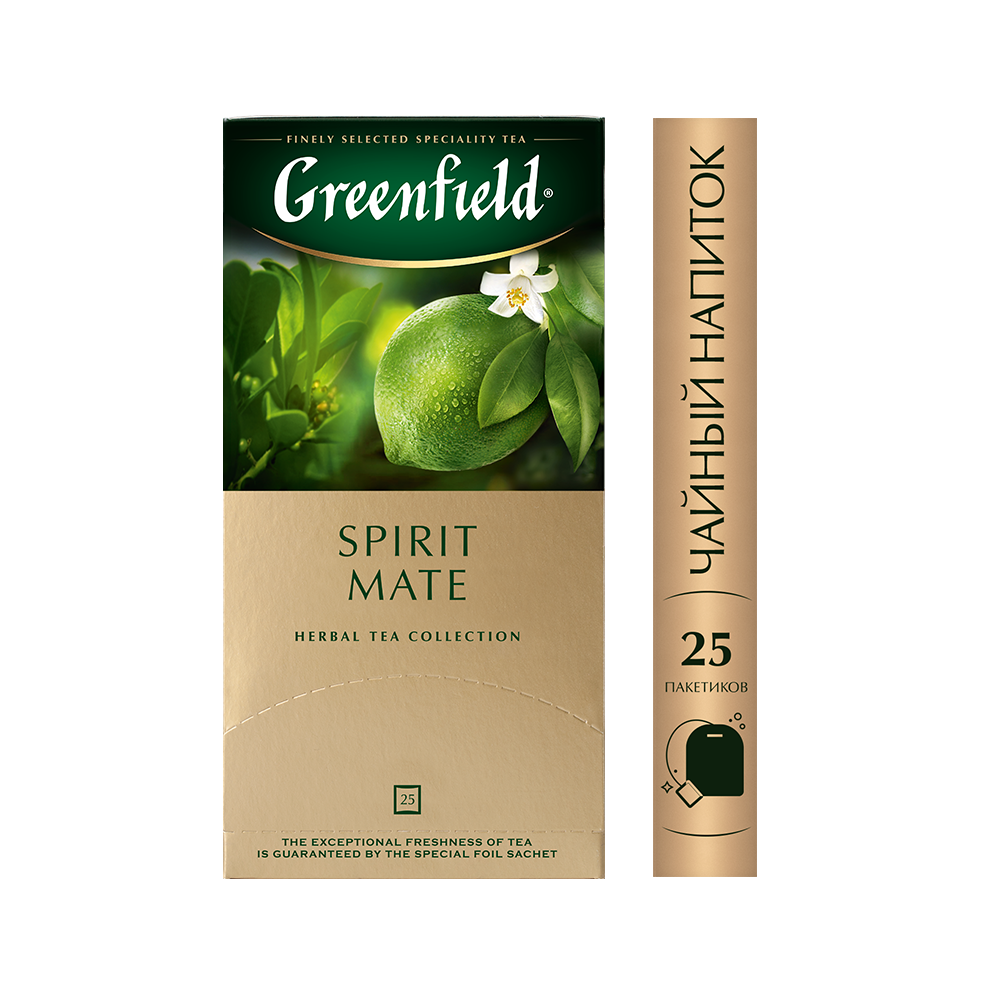 FINELY SELECTED SPECIALITY TEA
Greenfield®
SPIRIT
MATE
HERBAL TEA COLLECTION
25
THE EXCEPTIONAL FRESHNESS OF TEA
IS GUARANTEED BY THE SPECIAL FOIL SACHET
ЧАЙНЫЙ НАПИТОК
25
ПАКЕТИКОВ